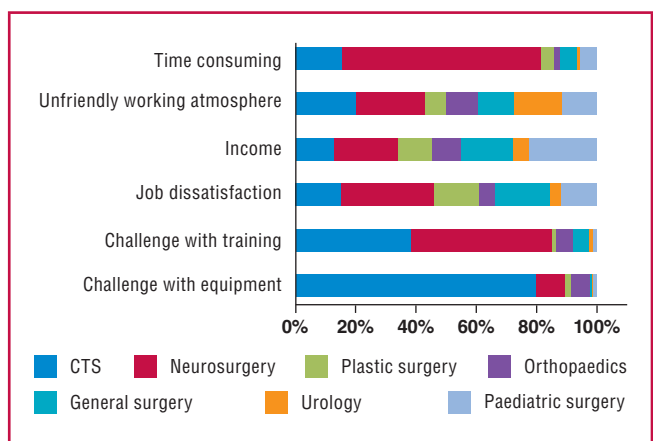 Time consuming
Unfriendly working atmosphere
Income
Job dissatisfaction
Challenge with training
Challenge with equipment
0% 20% 40% 60% 80% 100%
CTS Neurosurgery Plastic surgery Orthopaedics
General surgery Urology Paediatric surgery